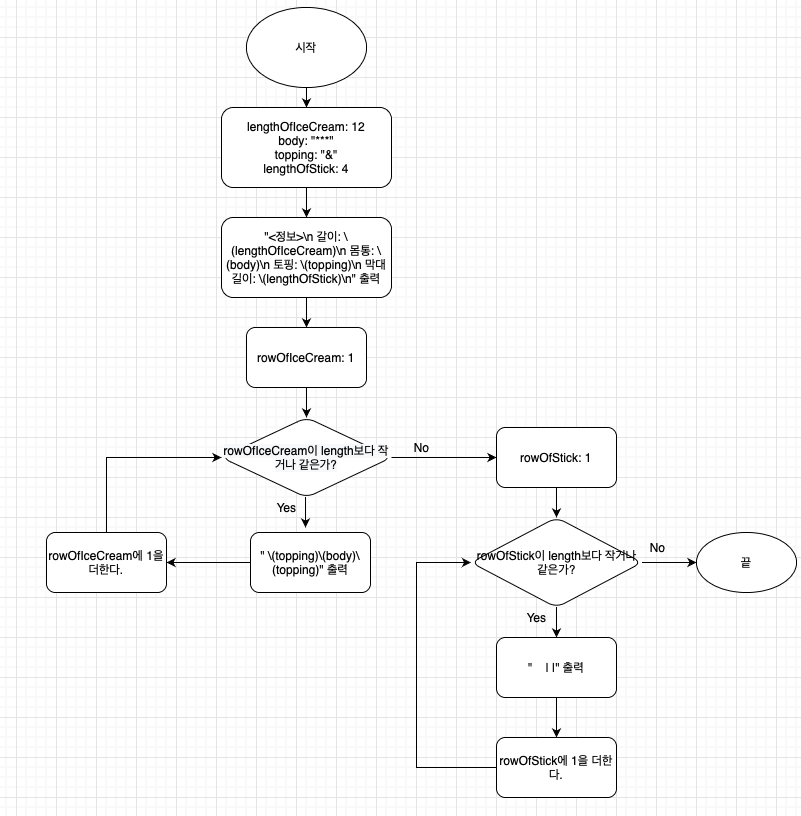 시작
lengthOfIceCream: 12
body: "***"
topping: "&"
lengthOfStick: 4
"<정보>\n 갈이: \
(lengthOfIceCream)\n 몸통: \
(body)\n 토핑: \(topping)\n 막대
길이: \(lengthOfStick)\n" 출력
rowOfIceCream: 1
rowOfIceCream이 length보다 작
거나 같은가?
No
Yes
" \(topping)\(body)\
(topping)" 출력
rowOfIceCream에 1을
더한다.
rowOfStick: 1
rowOfStick이 length보다 작거나
같은가?
No
끝
Yes
"    | |" 출력
rowOfStick에 1을 더한
다.